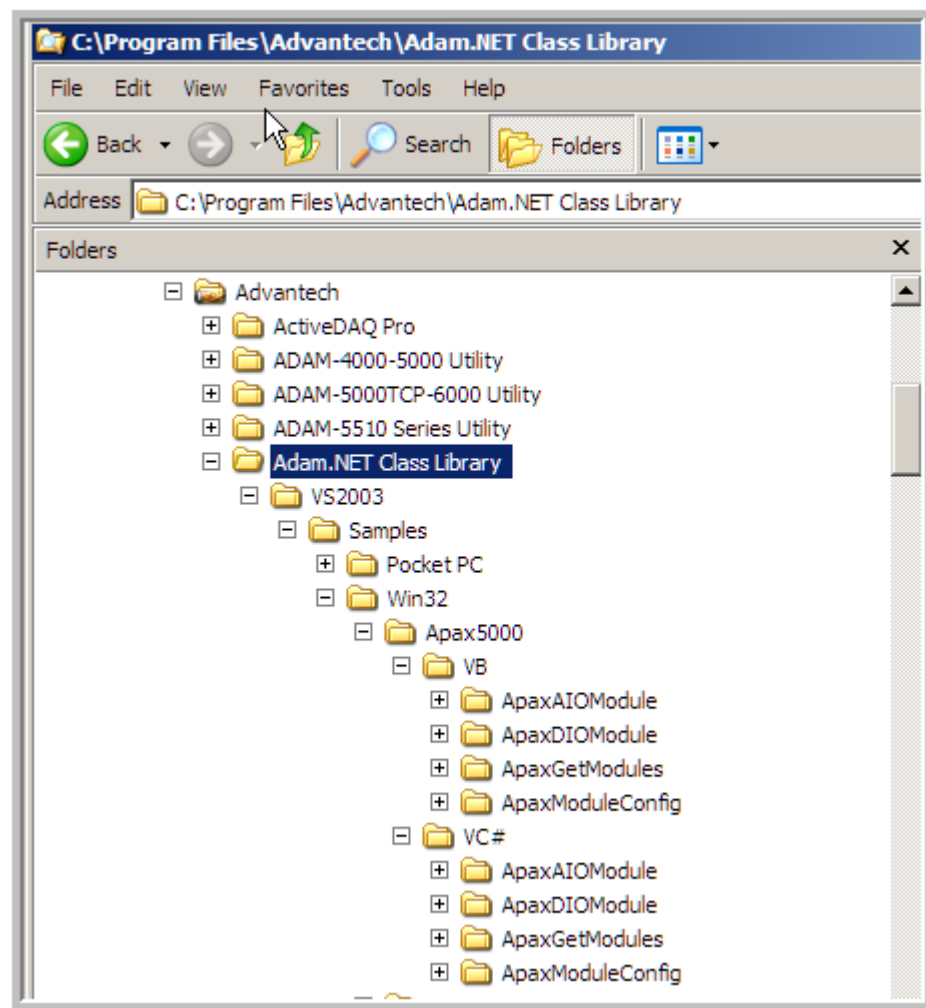 C:\Program Files\Advantech\Adam.NET Class Library
File Edit View Favorites Tools Help
Back Search Folders
Address C:\Program Files\Advantech\Adam.NET Class Library
Folders
Advantech
ActiveDAQ Pro
ADAM-4000-5000 Utility
ADAM-5000TCP-6000 Utility
ADAM-5510 Series Utility
Adam.NET Class Library
VS2003
Samples
Pocket PC
Win32
Apax5000
VB
ApaxAIOModule
ApaxDIOModule
ApaxGetModules
ApaxModuleConfig
VC#
ApaxAIOModule
ApaxDIOModule
ApaxGetModules
ApaxModuleConfig